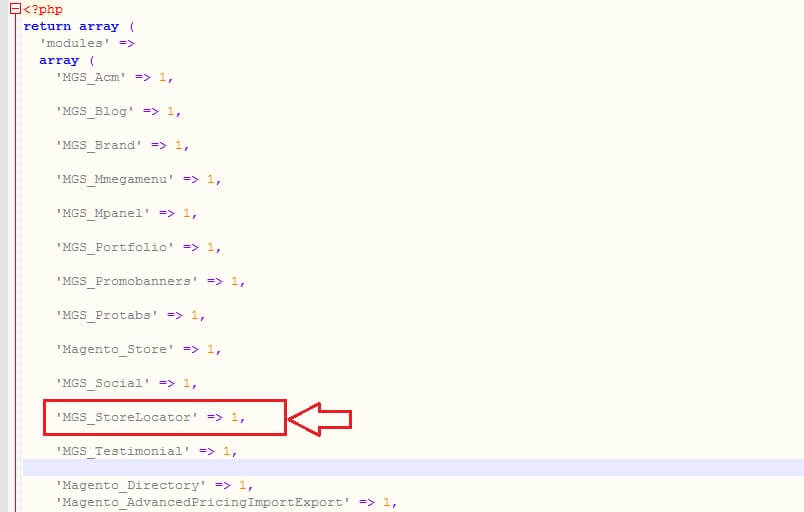 <?php
return array (
'modules' =>
array (
'MGS_Acm' => 1,
'MGS_Blog' => 1,
'MGS_Brand' => 1,
'MGS_Mmegamenu' => 1,
'MGS_Mpanel' => 1,
'MGS_Portfolio' => 1,
'MGS_Promobanners' => 1,
'MGS_Protabs' => 1,
'Magento_Store' => 1,
'MGS_Social' => 1,
'MGS_StoreLocator' => 1,
'MGS_Testimonial' => 1,
'Magento_Directory' => 1,
'Magento_AdvancedPricingImportExport' => 1,